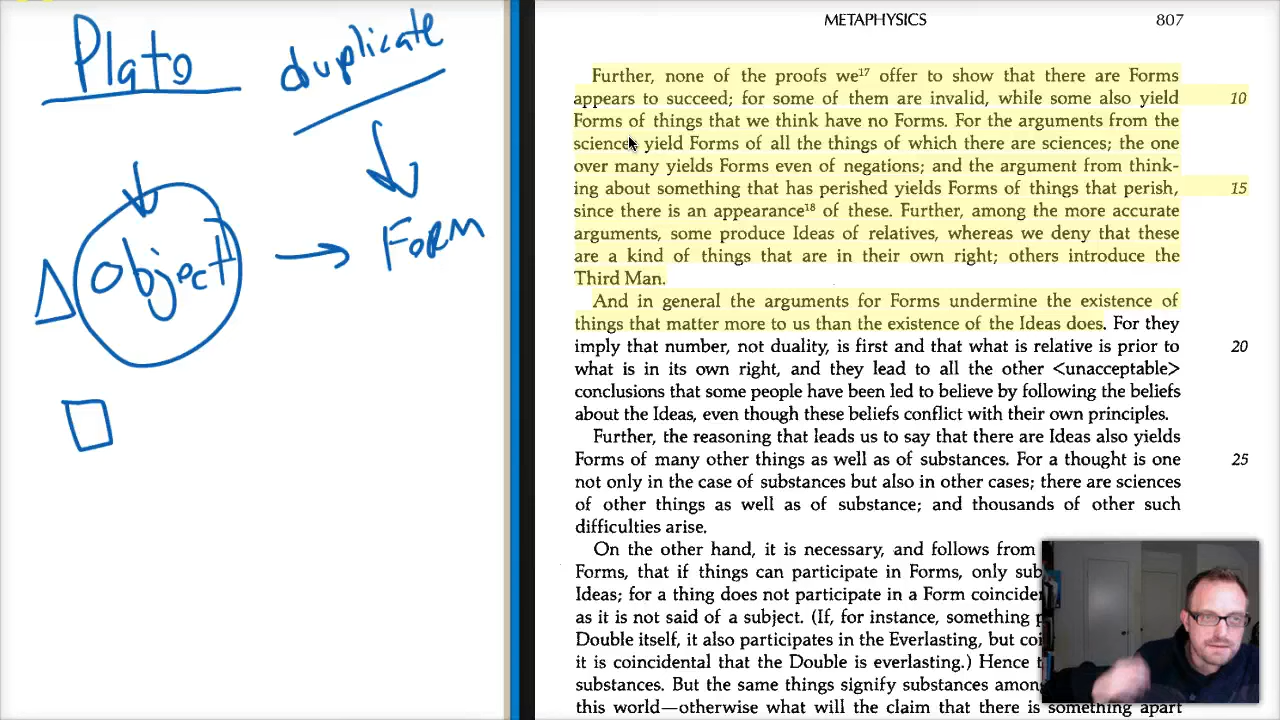 Plato
duplicate
object → FORM
METAPHYSICS 807
Further, none of the proofs we17 offer to show that there are Forms
appears to succeed; for some of them are invalid, while some also yield 10
Forms of things that we think have no Forms. For the arguments from the
sciences yield Forms of all the things of which there are sciences; the one
over many yields Forms even of negations; and the argument from think-
ing about something that has perished yields Forms of things that perish, 15
since there is an appearance18 of these. Further, among the more accurate
arguments, some produce Ideas of relatives, whereas we deny that these
are a kind of things that are in their own right; others introduce the
Third Man.
And in general the arguments for Forms undermine the existence of
things that matter more to us than the existence of the Ideas does. For they
imply that number, not duality, is first and that what is relative is prior to 20
what is in its own right, and they lead to all the other <unacceptable>
conclusions that some people have been led to believe by following the beliefs
about the Ideas, even though these beliefs conflict with their own principles.
Further, the reasoning that leads us to say that there are Ideas also yields
Forms of many other things as well as of substances. For a thought is one 25
not only in the case of substances but also in other cases; there are sciences
of other things as well as of substance; and thousands of other such
difficulties arise.
On the other hand, it is necessary, and follows from
Forms, that if things can participate in Forms, only sub
Ideas; for a thing does not participate in a Form coinciden
as it is not said of a subject. (If, for instance, something p
Double itself, it also participates in the Everlasting, but coi
it is coincidental that the Double is everlasting.) Hence
substances. But the same things signify substances among
this world—otherwise what will the claim that there is something apart